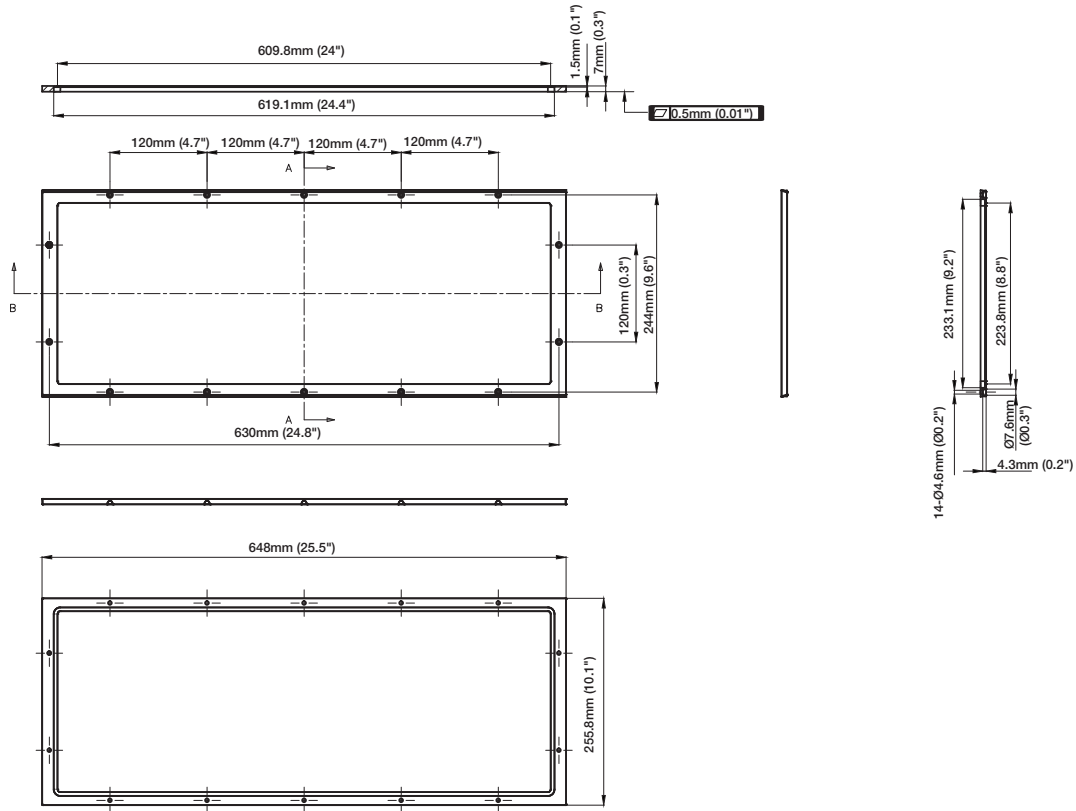 609.8mm (24")
1.5mm (0.1")
7mm (0.3")
619.1mm (24.4")
0.5mm (0.01")
120mm (4.7")
120mm (4.7")
120mm (4.7")
120mm (4.7")
A
B
B
120mm (0.3")
244mm (9.6")
233.1mm (9.2")
223.8mm (8.8")
A
630mm (24.8")
14-Ø4.6mm (Ø0.2")
Ø7.6mm
(Ø0.3")
4.3mm (0.2")
648mm (25.5")
255.8mm (10.1")